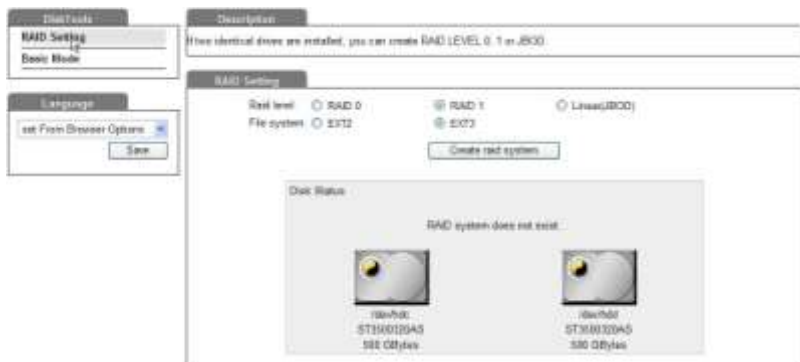 DiskTools
RAID Setting
Basic Mode
Language
set From Browser Options
Save
Description
If two identical drives are installed, you can create RAID LEVEL 0, 1 or JBOD.
RAID Setting
Raid level RAID 0 RAID 1 Linear(JBOD)
File system EXT2 EXT3
Create raid system
Disk Status
RAID system does not exist
/dev/hdc /dev/hdd
ST3500320AS ST3500320AS
500 GBytes 500 GBytes